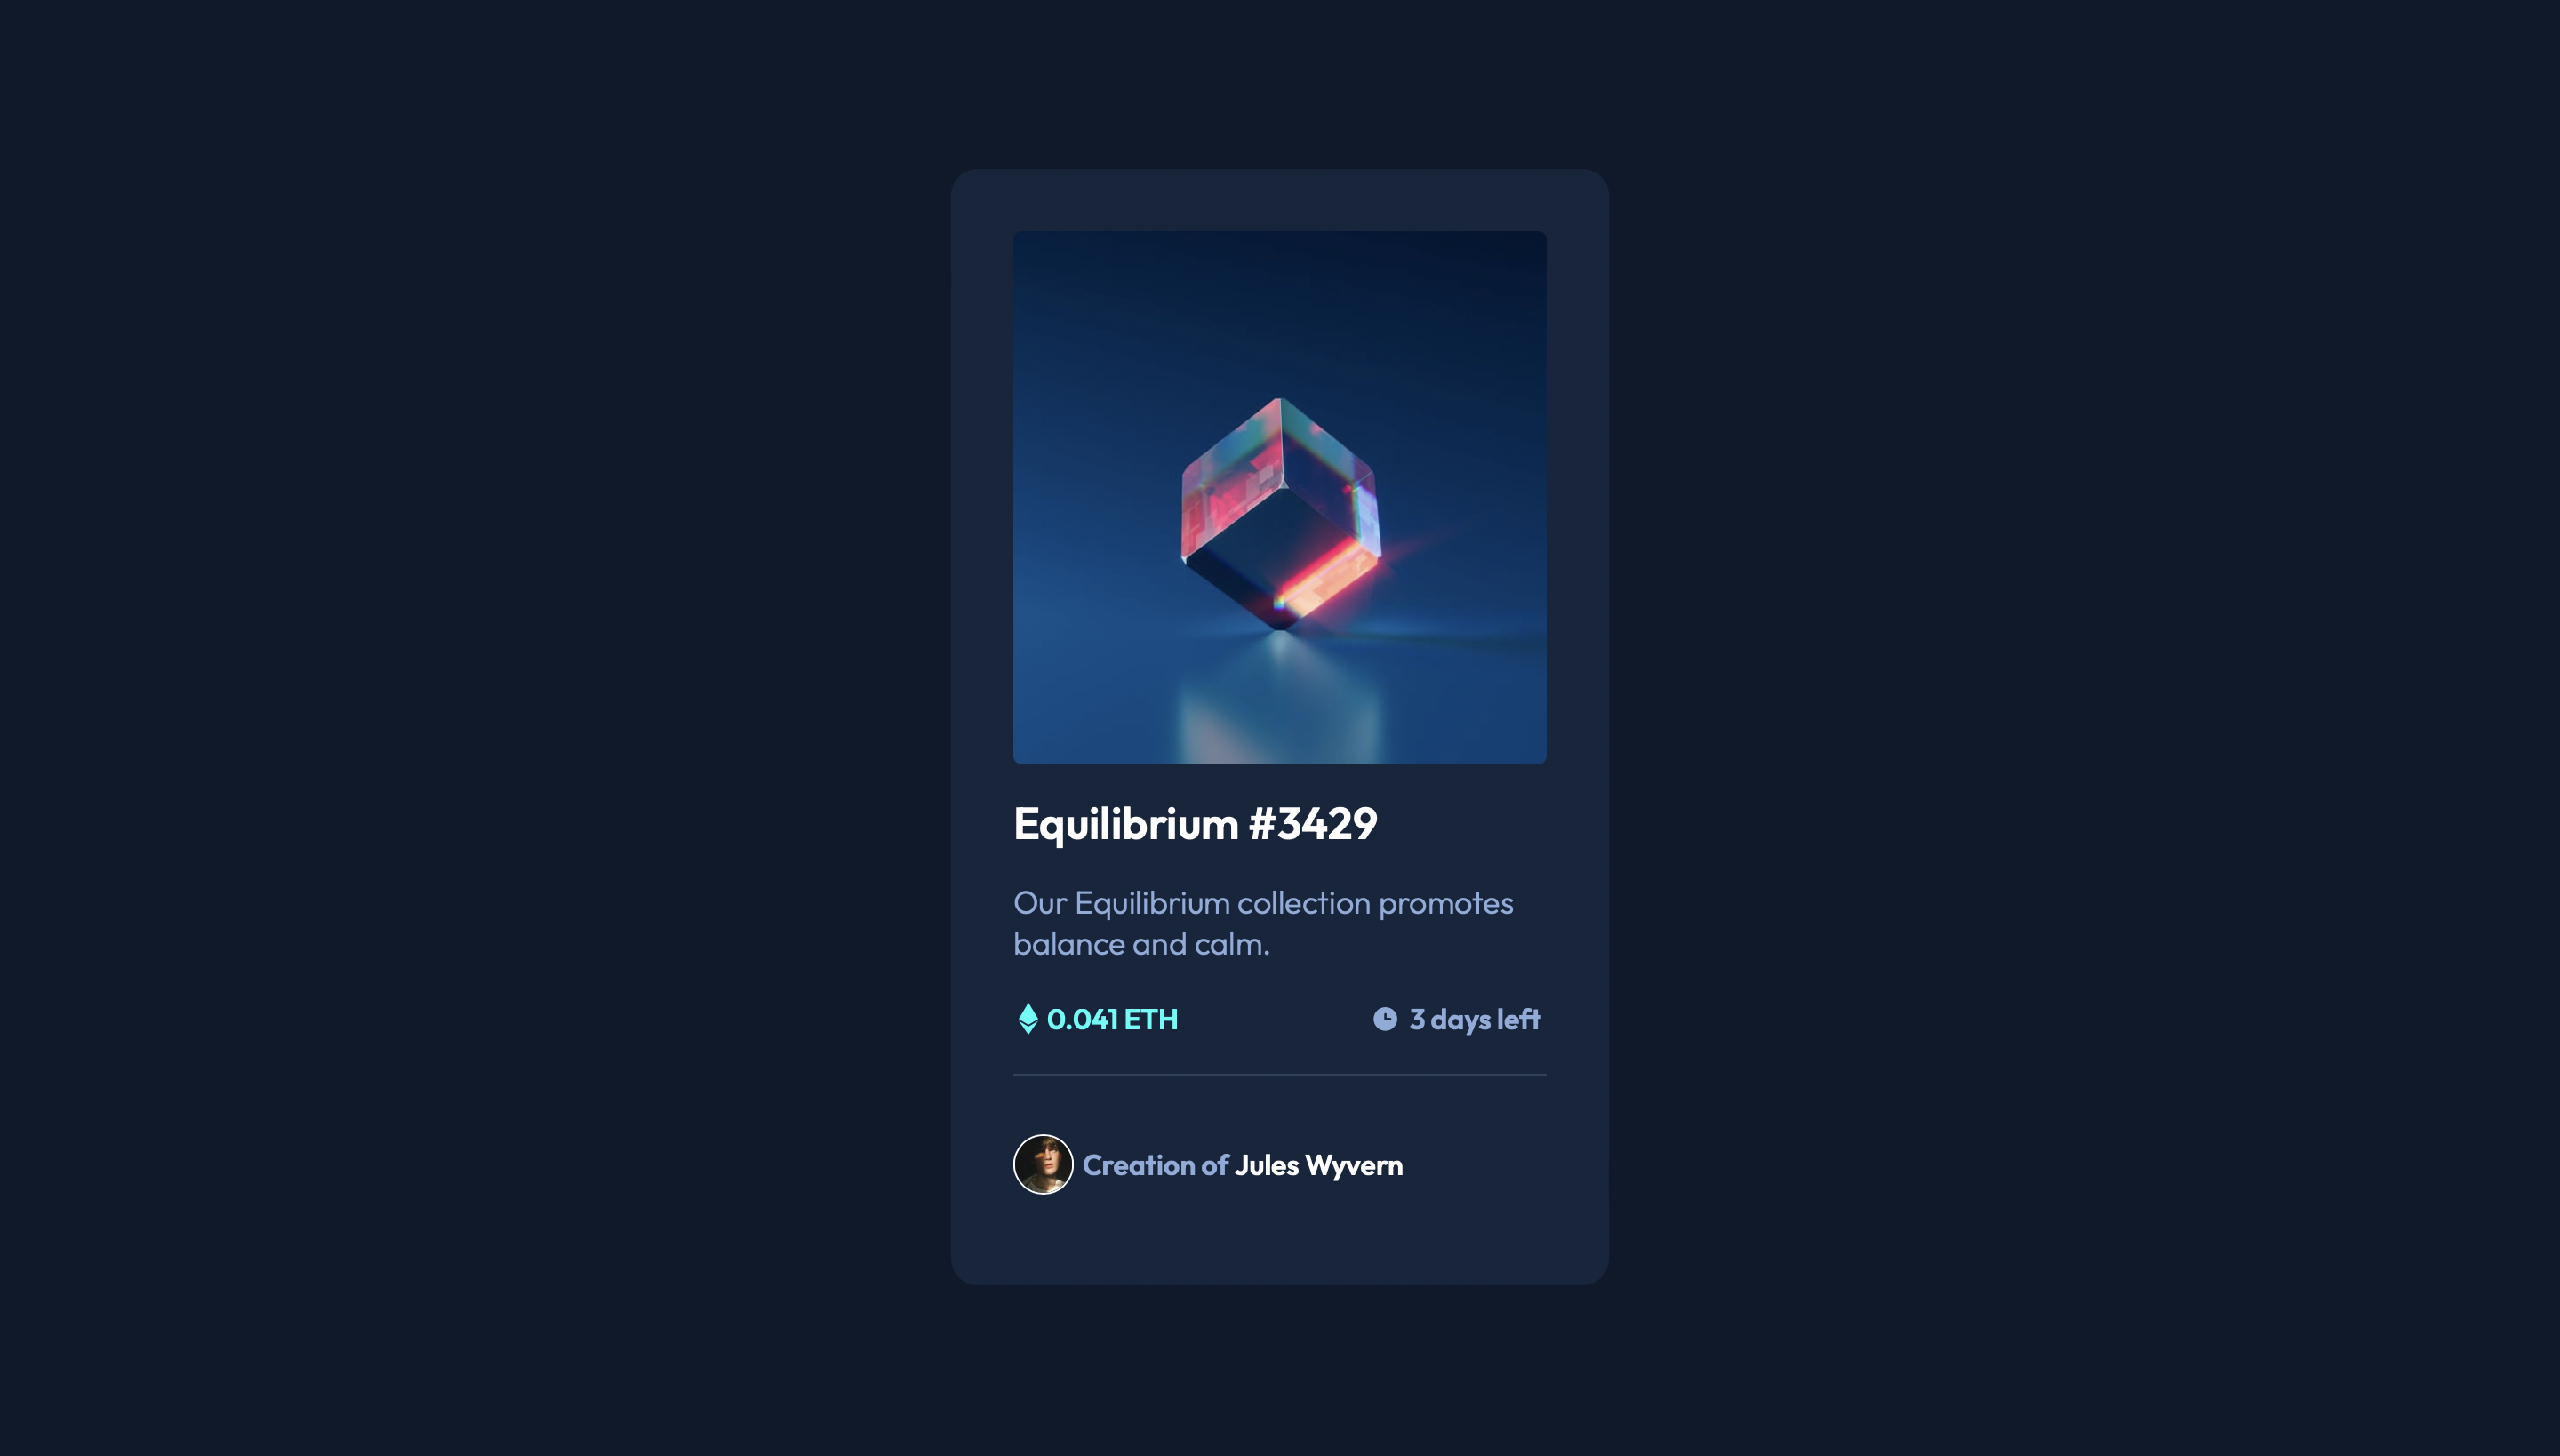 Equilibrium #3429
Our Equilibrium collection promotes
balance and calm.
0.041 ETH
3 days left
Creation of Jules Wyvern